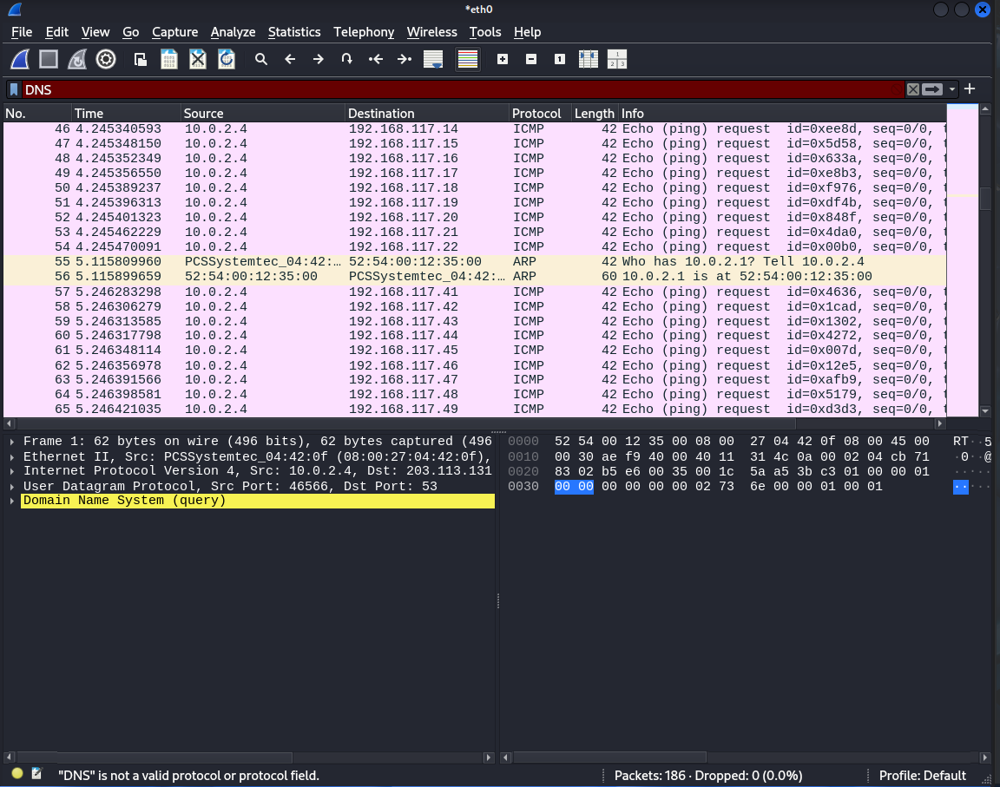 *eth0
File Edit View Go Capture Analyze Statistics Telephony Wireless Tools Help
DNS
No. Time Source Destination Protocol Length Info
46 4.245340593 10.0.2.4 192.168.117.14 ICMP 42 Echo (ping) request id=0xee8d, seq=0/0,
47 4.245348150 10.0.2.4 192.168.117.15 ICMP 42 Echo (ping) request id=0x5d58, seq=0/0,
48 4.245352349 10.0.2.4 192.168.117.16 ICMP 42 Echo (ping) request id=0x633a, seq=0/0,
49 4.245356550 10.0.2.4 192.168.117.17 ICMP 42 Echo (ping) request id=0xe8b3, seq=0/0,
50 4.245389237 10.0.2.4 192.168.117.18 ICMP 42 Echo (ping) request id=0xf976, seq=0/0,
51 4.245396313 10.0.2.4 192.168.117.19 ICMP 42 Echo (ping) request id=0xdf4b, seq=0/0,
52 4.245401323 10.0.2.4 192.168.117.20 ICMP 42 Echo (ping) request id=0x848f, seq=0/0,
53 4.245462229 10.0.2.4 192.168.117.21 ICMP 42 Echo (ping) request id=0x4da0, seq=0/0,
54 4.245470091 10.0.2.4 192.168.117.22 ICMP 42 Echo (ping) request id=0x00b0, seq=0/0,
55 5.115809960 PCSSystemtec_04:42:… 52:54:00:12:35:00 ARP 42 Who has 10.0.2.1? Tell 10.0.2.4
56 5.115899659 52:54:00:12:35:00 PCSSystemtec_04:42:… ARP 60 10.0.2.1 is at 52:54:00:12:35:00
57 5.246283298 10.0.2.4 192.168.117.41 ICMP 42 Echo (ping) request id=0x4636, seq=0/0,
58 5.246306279 10.0.2.4 192.168.117.42 ICMP 42 Echo (ping) request id=0x1cad, seq=0/0,
59 5.246313585 10.0.2.4 192.168.117.43 ICMP 42 Echo (ping) request id=0x1302, seq=0/0,
60 5.246317798 10.0.2.4 192.168.117.44 ICMP 42 Echo (ping) request id=0x4272, seq=0/0,
61 5.246348114 10.0.2.4 192.168.117.45 ICMP 42 Echo (ping) request id=0x007d, seq=0/0,
62 5.246356978 10.0.2.4 192.168.117.46 ICMP 42 Echo (ping) request id=0x12e5, seq=0/0,
63 5.246391566 10.0.2.4 192.168.117.47 ICMP 42 Echo (ping) request id=0xafb9, seq=0/0,
64 5.246398581 10.0.2.4 192.168.117.48 ICMP 42 Echo (ping) request id=0x5179, seq=0/0,
65 5.246421035 10.0.2.4 192.168.117.49 ICMP 42 Echo (ping) request id=0xd3d3, seq=0/0,
Frame 1: 62 bytes on wire (496 bits), 62 bytes captured (496
Ethernet II, Src: PCSSystemtec_04:42:0f (08:00:27:04:42:0f),
Internet Protocol Version 4, Src: 10.0.2.4, Dst: 203.113.131
User Datagram Protocol, Src Port: 46566, Dst Port: 53
Domain Name System (query)
0000 52 54 00 12 35 00 08 00 27 04 42 0f 08 00 45 00 RT··5
0010 00 30 ae f9 40 00 40 11 31 4c 0a 00 02 04 cb 71 ·0··@
0020 83 02 b5 e6 00 35 00 1c 5a a5 3b c3 01 00 00 01 ·····
0030 00 00 00 00 00 00 02 73 6e 00 00 01 00 01 ·····
"DNS" is not a valid protocol or protocol field.
Packets: 186 · Dropped: 0 (0.0%)
Profile: Default